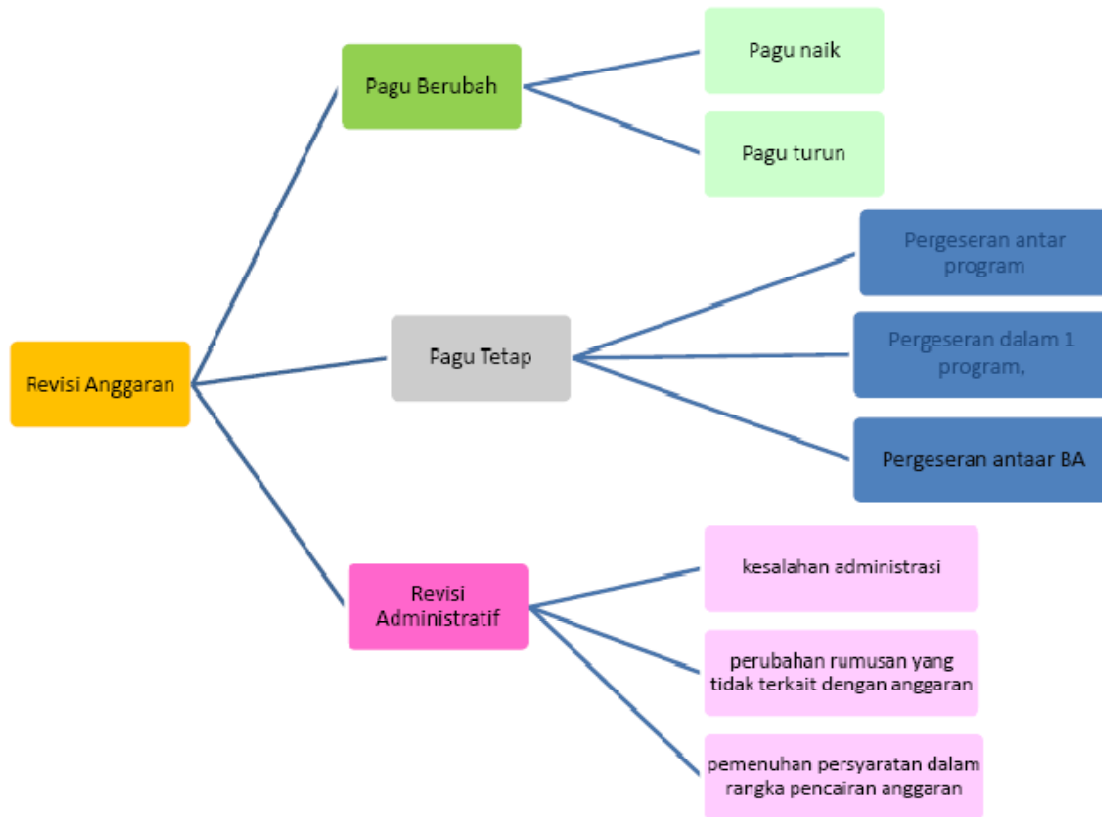 Revisi Anggaran
Pagu Berubah
Pagu naik
Pagu turun
Pagu Tetap
Pergeseran antar
program
Pergeseran dalam 1
program,
Pergeseran antaar BA
Revisi
Administratif
kesalahan administrasi
perubahan rumusan yang
tidak terkait dengan anggaran
pemenuhan persyaratan dalam
rangka pencairan anggaran